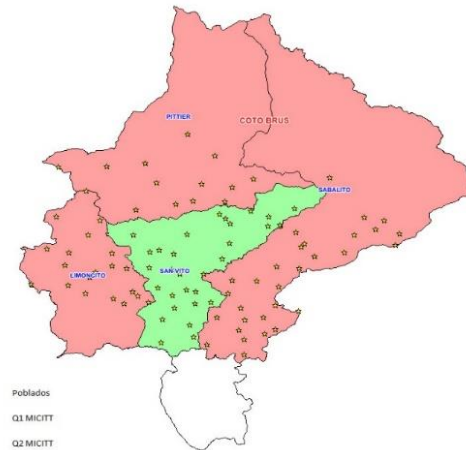 PITTIER
COTO BRUS
SABALITO
SAN VITO
LIMONCITO
Poblados
Q1 MICITT
Q2 MICITT